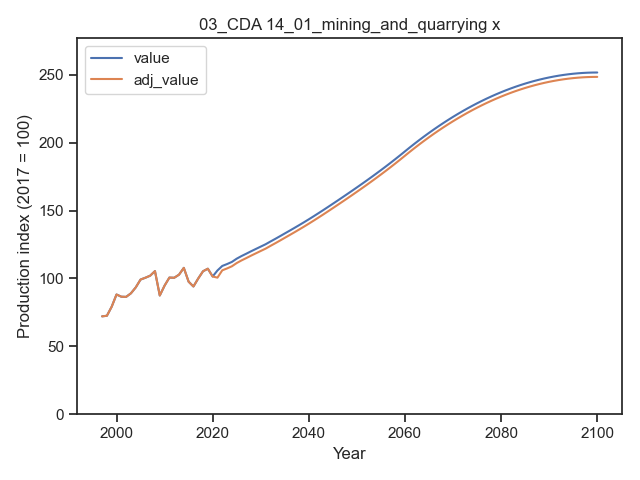 03_CDA 14_01_mining_and_quarrying x
value
adj_value
Production index (2017 = 100)
250
200
150
100
50
0
2000 2020 2040 2060 2080 2100
Year